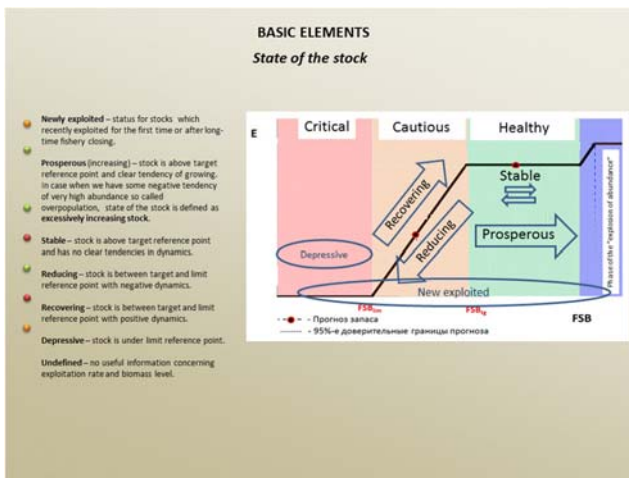 BASIC ELEMENTS
State of the stock
Newly exploited – status for stocks which
recently exploited for the first time or after long-
time fishery closing.
Prosperous (increasing) – stock is above target
reference point and clear tendency of growing.
in case when we have some negative tendency
of very high abundance so called
overpopulation, state of the stock is defined as
excessively increasing stock.
Stable – stock is above target reference point
and has no clear tendencies in dynamics.
Reducing – stock is between target and limit
reference point with negative dynamics.
Recovering – stock is between target and limit
reference point with positive dynamics.
Depressive – stock is under limit reference point.
Undefined – no useful information concerning
exploitation rate and biomass level.
E
Critical
Cautious
Healthy
Recovering
Reducing
Stable
Prosperous
Depressive
New exploited
Phase of the "explosion of abundance"
FSBlim
FSBtg
FSB
- Прогноз запаса
- 95%-е доверительные границы прогноза